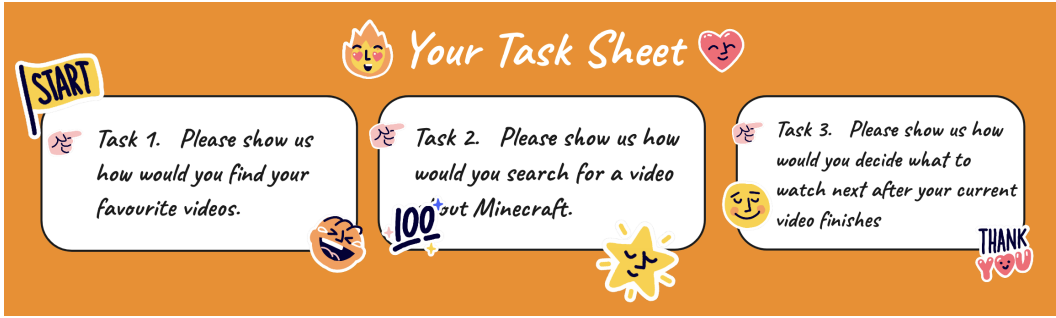 Your Task Sheet
START
Task 1. Please show us
how would you find your
favourite videos.
Task 2. Please show us how
would you search for a video
out Minecraft.
100
Task 3. Please show us how
would you decide what to
watch next after your current
video finishes
THANK
YOU